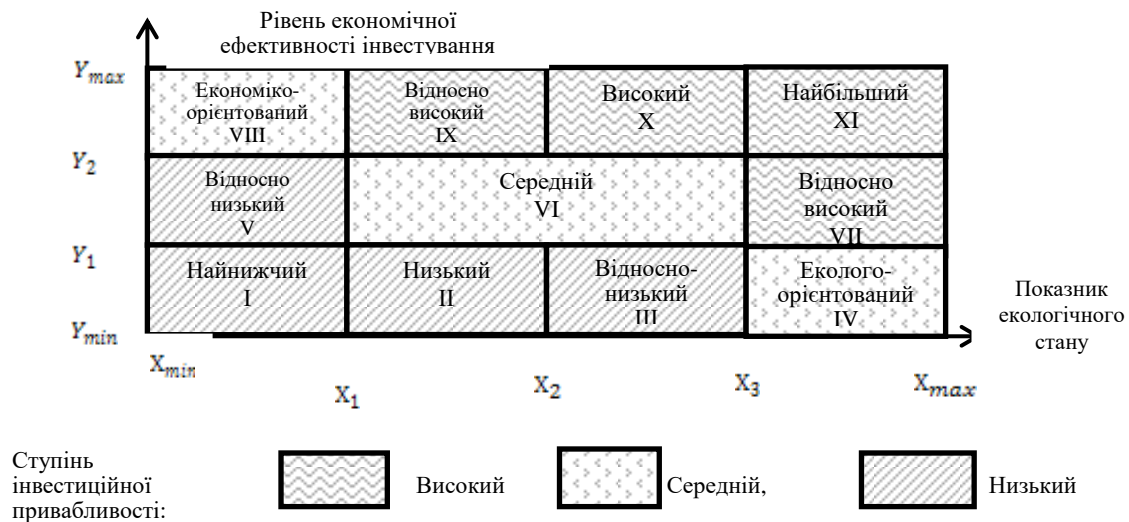 Рівень економічної
ефективності інвестування
Y_max
Економіко-
орієнтований
VIII
Відносно
високий
IX
Високий
X
Найбільший
XI
Y_2
Відносно
низький
V
Середній
VI
Відносно
високий
VII
Y_1
Найнижчий
I
Низький
II
Відносно-
низький
III
Еколого-
орієнтований
IV
Показник
екологічного
стану
Y_min
X_min
X_1
X_2
X_3
X_max
Ступінь
інвестиційної
привабливості:
Високий
Середній,
Низький